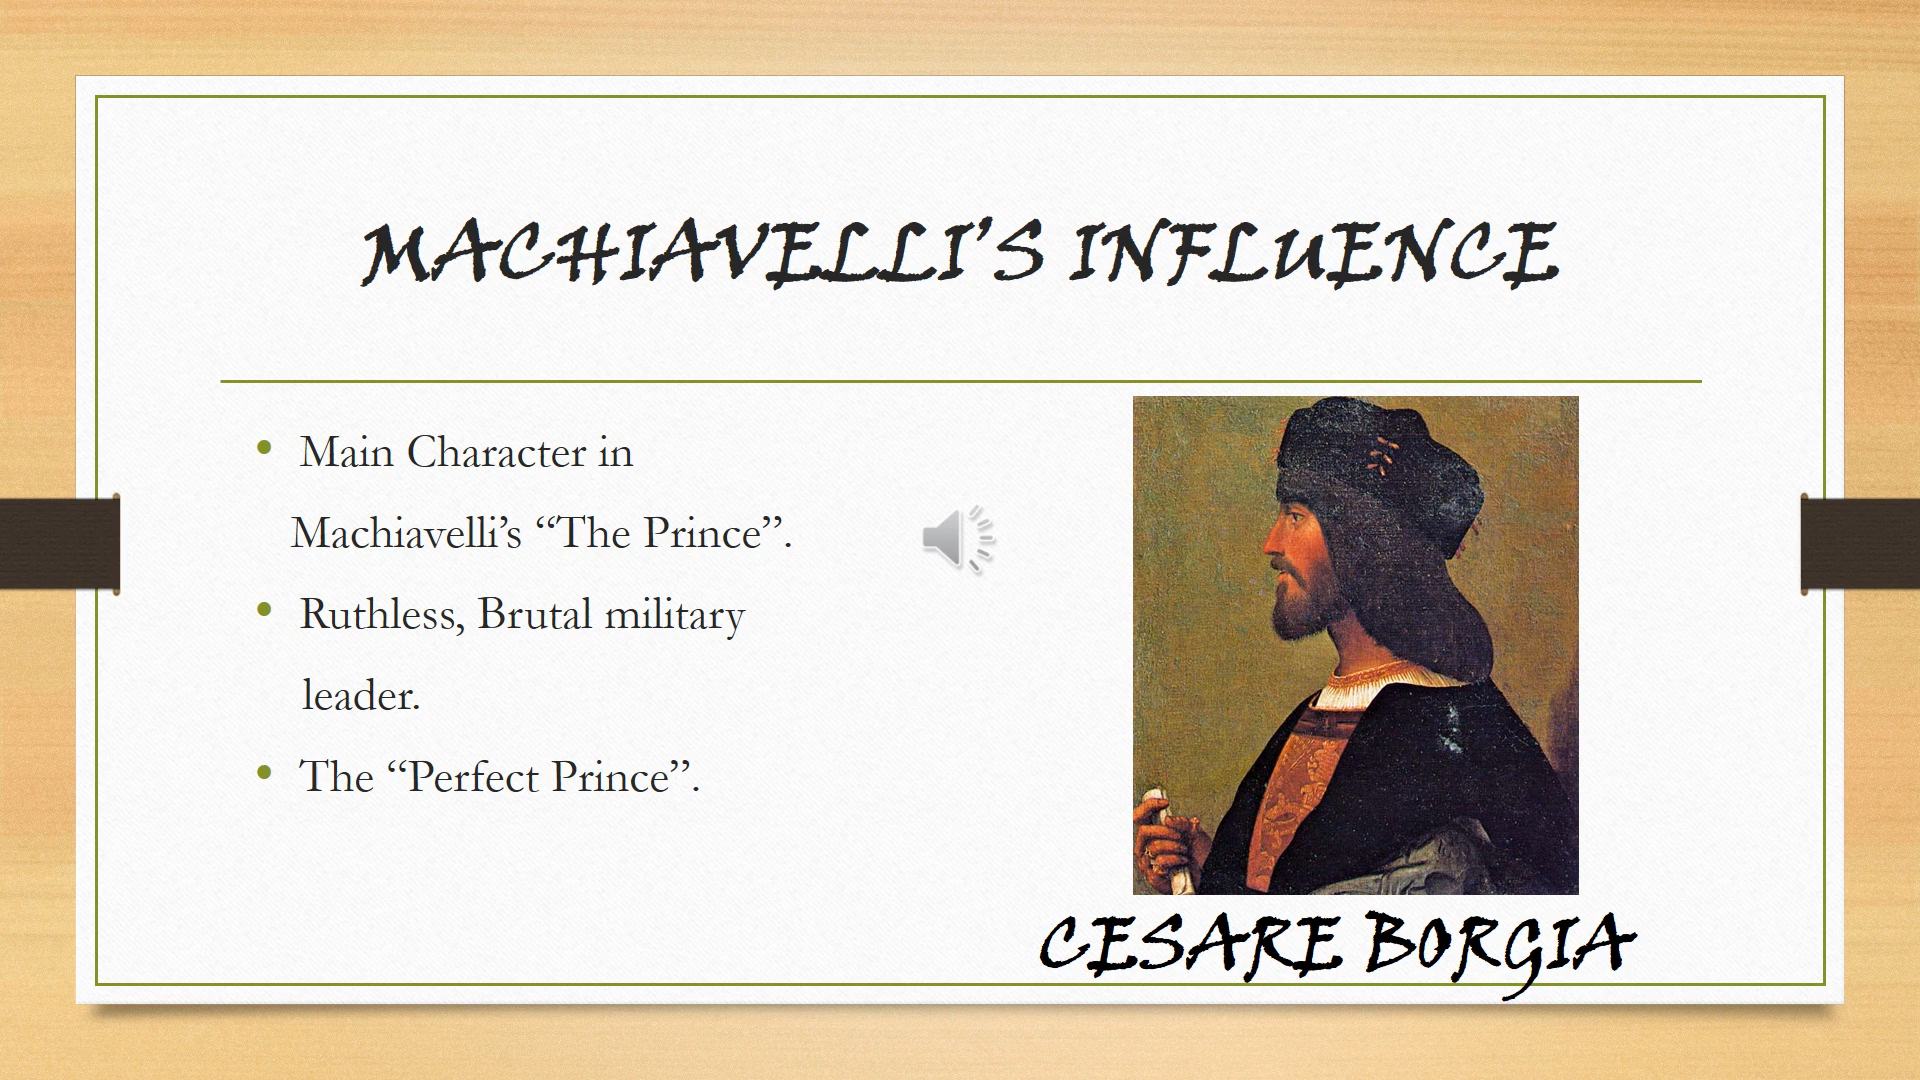 MACHIAVELLI’S INFLUENCE
• Main Character in
Machiavelli’s “The Prince”.
• Ruthless, Brutal military
leader.
• The “Perfect Prince”.
CESARE BORGIA